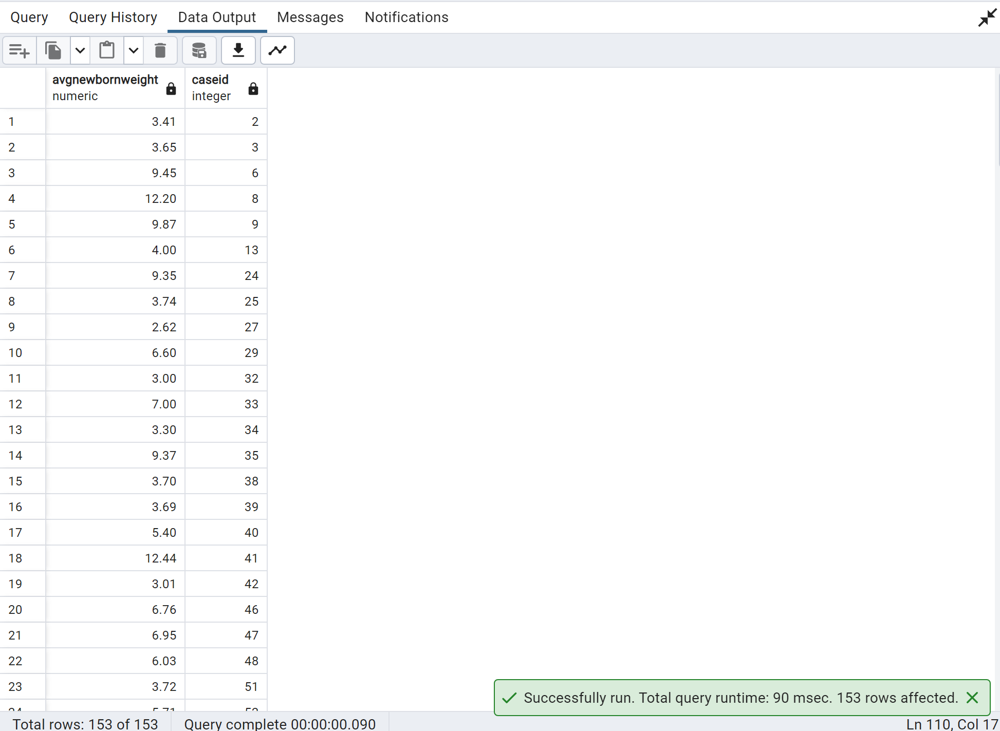 Query Query History Data Output Messages Notifications
avgnewbornweight caseid
numeric integer
1 3.41 2
2 3.65 3
3 9.45 6
4 12.20 8
5 9.87 9
6 4.00 13
7 9.35 24
8 3.74 25
9 2.62 27
10 6.60 29
11 3.00 32
12 7.00 33
13 3.30 34
14 9.37 35
15 3.70 38
16 3.69 39
17 5.40 40
18 12.44 41
19 3.01 42
20 6.76 46
21 6.95 47
22 6.03 48
23 3.72 51
Successfully run. Total query runtime: 90 msec. 153 rows affected.
Total rows: 153 of 153 Query complete 00:00:00.090 Ln 110, Col 17